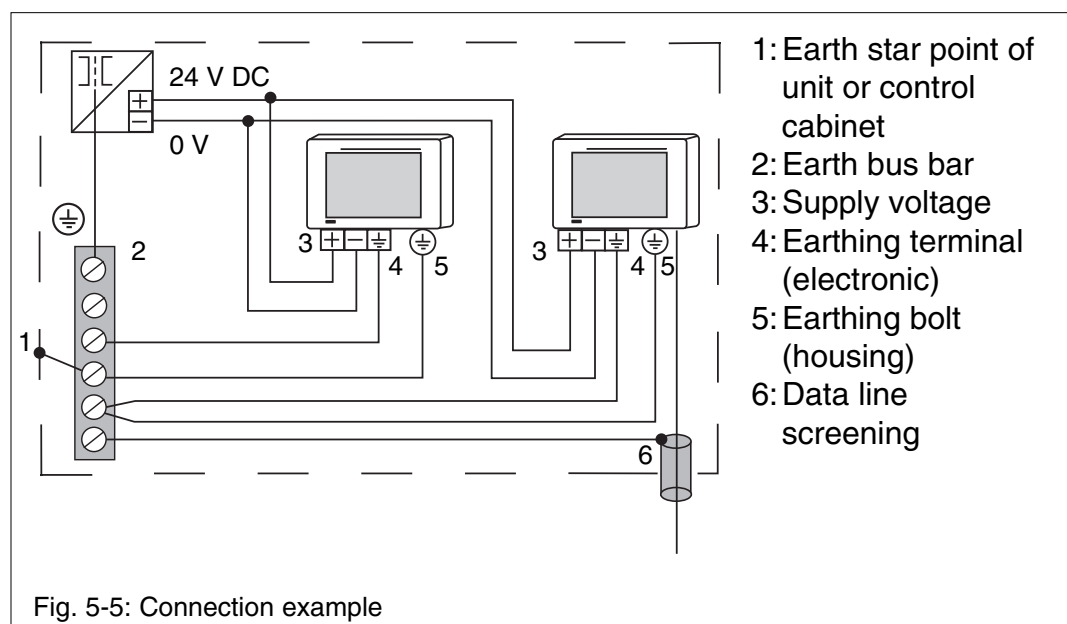 24 V DC
+
−
0 V
2
3 + −
4 5
3 + −
4 5
1
6
1: Earth star point of
unit or control
cabinet
2: Earth bus bar
3: Supply voltage
4: Earthing terminal
(electronic)
5: Earthing bolt
(housing)
6: Data line
screening
Fig. 5-5: Connection example